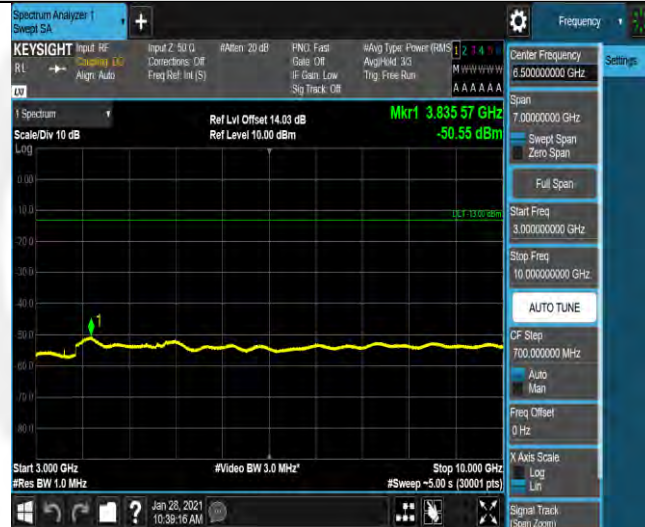 Spectrum Analyzer 1
Swept SA
+
Frequency
KEYSIGHT
Input: RF
Coupling: DC
Align: Auto
Input Z: 50 Ω
Corrections: Off
Freq Ref: Int (S)
#Atten: 20 dB
PNO: Fast
Gate: Off
IF Gain: Low
Sig Track: Off
#Avg Type: Power (RMS
Avg|Hold: 3/3
Trig: Free Run
1 2 3 4 5 6
M W W W W W
A A A A A A
RL
LXI
1 Spectrum
Scale/Div 10 dB
Ref Lvl Offset 14.03 dB
Ref Level 10.00 dBm
Mkr1 3.835 57 GHz
-50.55 dBm
Log
0.00
-10.0
-20.0
-30.0
-40.0
-50.0
-60.0
-70.0
-80.0
DL1 -13.00 dBm
1
Start 3.000 GHz
#Res BW 1.0 MHz
#Video BW 3.0 MHz*
Stop 10.000 GHz
#Sweep ~5.00 s (30001 pts)
Jan 28, 2021
10:39:16 AM
?
Center Frequency
6.500000000 GHz
Settings
Span
7.00000000 GHz
Swept Span
Zero Span
Full Span
Start Freq
3.000000000 GHz
Stop Freq
10.000000000 GHz
AUTO TUNE
CF Step
700.000000 MHz
Auto
Man
Freq Offset
0 Hz
X Axis Scale
Log
Lin
Signal Track
(Span Zoom)